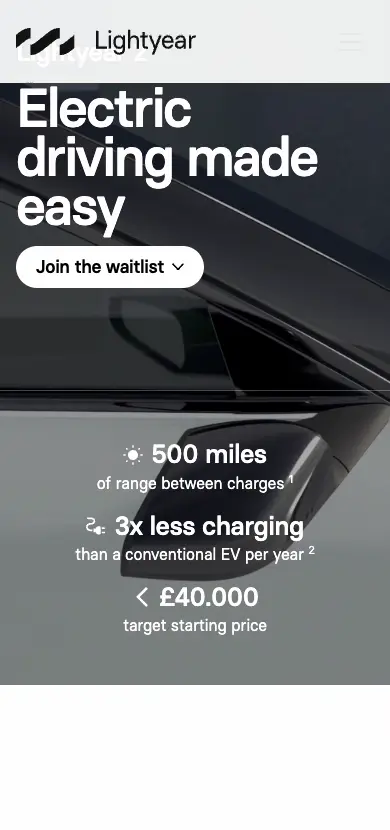 Lightyear
Lightyear 2
Electric
driving made
easy
Join the waitlist
500 miles
of range between charges ¹
3x less charging
than a conventional EV per year ²
< £40.000
target starting price